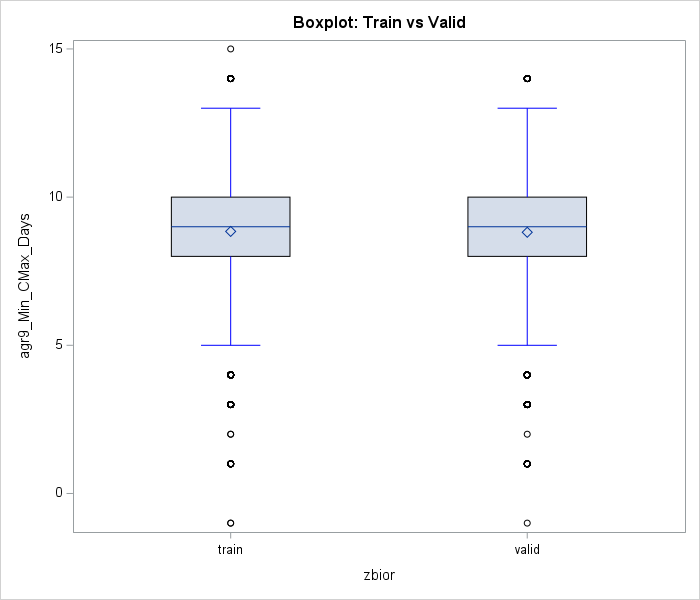 Boxplot: Train vs Valid
15
10
5
0
agr9_Min_CMax_Days
train
valid
zbior